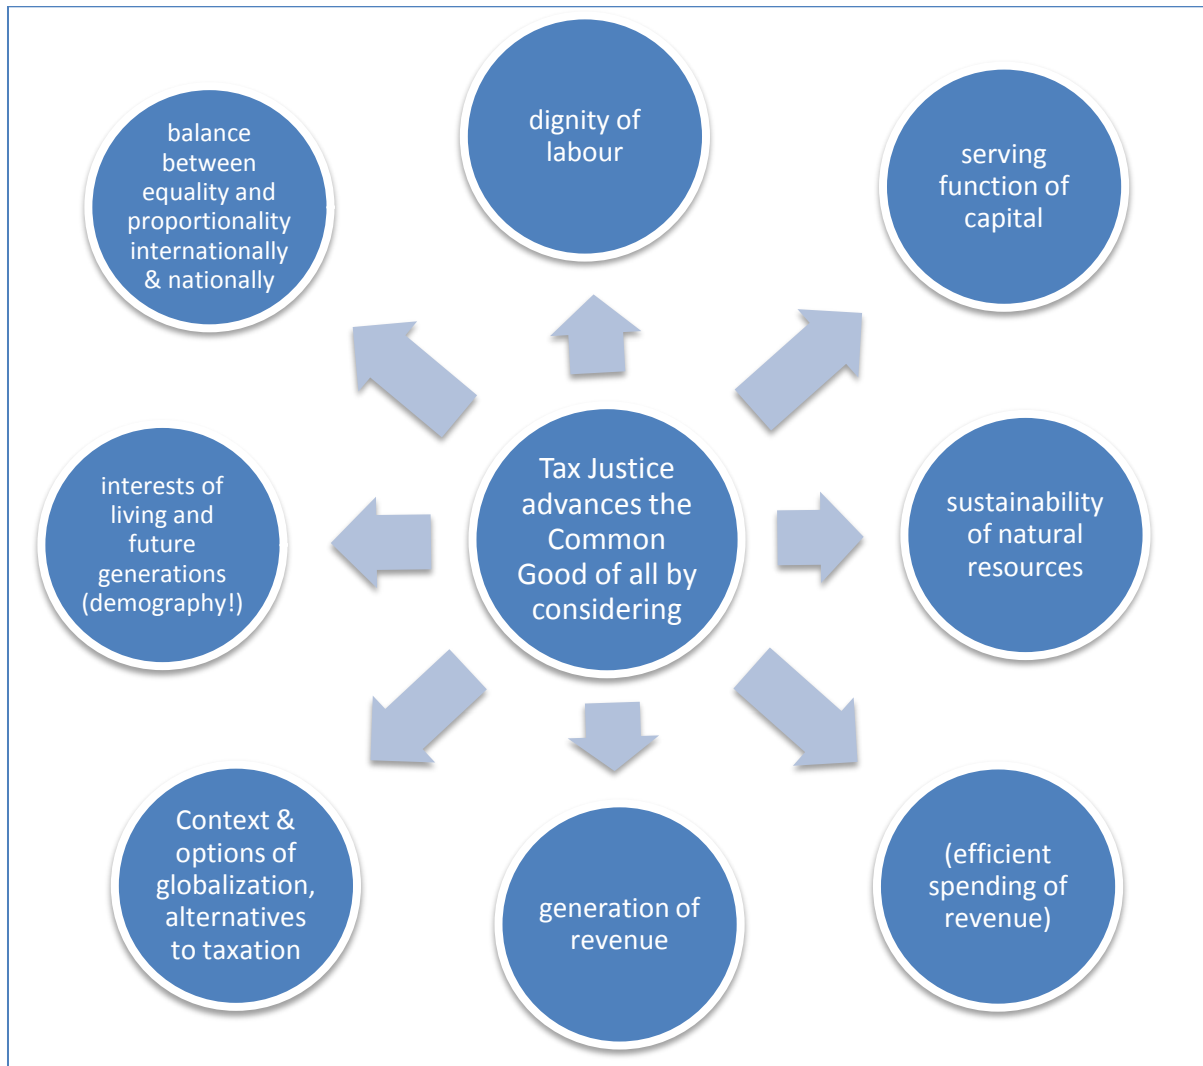 dignity of
labour
serving
function of
capital
sustainability
of natural
resources
(efficient
spending of
revenue)
generation of
revenue
Context &
options of
globalization,
alternatives
to taxation
interests of
living and
future
generations
(demography!)
balance
between
equality and
proportionality
internationally
& nationally
Tax Justice
advances the
Common
Good of all by
considering